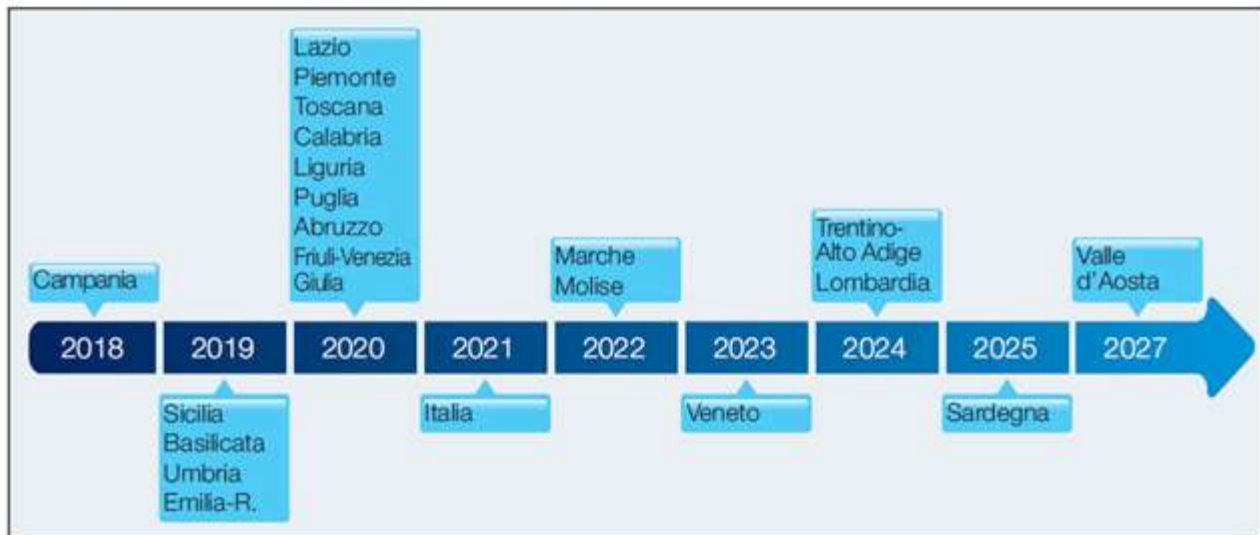 Lazio
Piemonte
Toscana
Calabria
Liguria
Puglia
Abruzzo
Friuli-Venezia
Giulia
Campania
Marche
Molise
Trentino-
Alto Adige
Lombardia
Valle
d'Aosta
2018 2019 2020 2021 2022 2023 2024 2025 2027
Sicilia
Basilicata
Umbria
Emilia-R.
Italia
Veneto
Sardegna